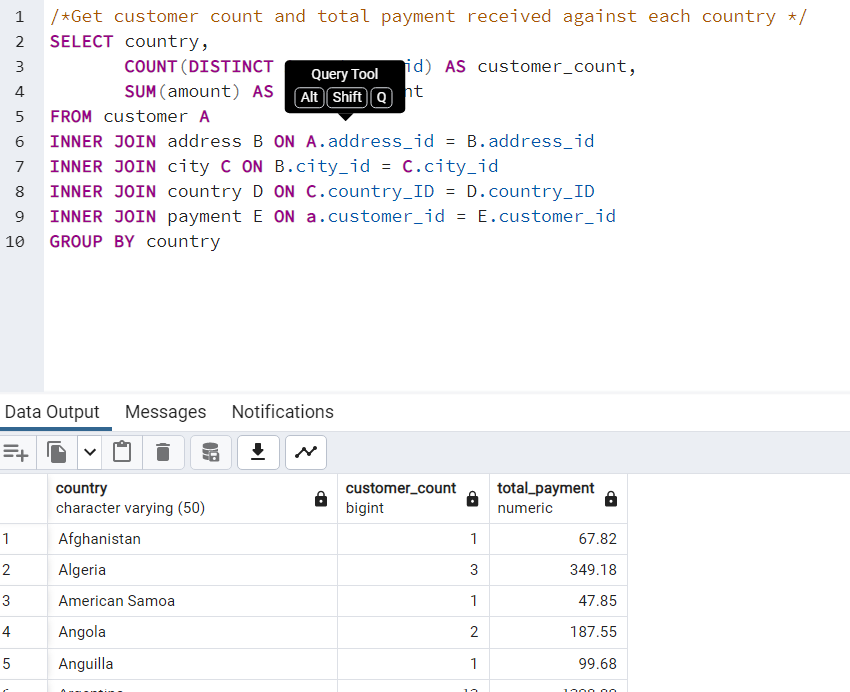 1 /*Get customer count and total payment received against each country */
2 SELECT country,
3 COUNT(DISTINCT id) AS customer_count,
4 SUM(amount) AS nt
5 FROM customer A
6 INNER JOIN address B ON A.address_id = B.address_id
7 INNER JOIN city C ON B.city_id = C.city_id
8 INNER JOIN country D ON C.country_ID = D.country_ID
9 INNER JOIN payment E ON a.customer_id = E.customer_id
10 GROUP BY country
Query Tool
Alt Shift Q
Data Output Messages Notifications
country customer_count total_payment
character varying (50) bigint numeric
1 Afghanistan 1 67.82
2 Algeria 3 349.18
3 American Samoa 1 47.85
4 Angola 2 187.55
5 Anguilla 1 99.68